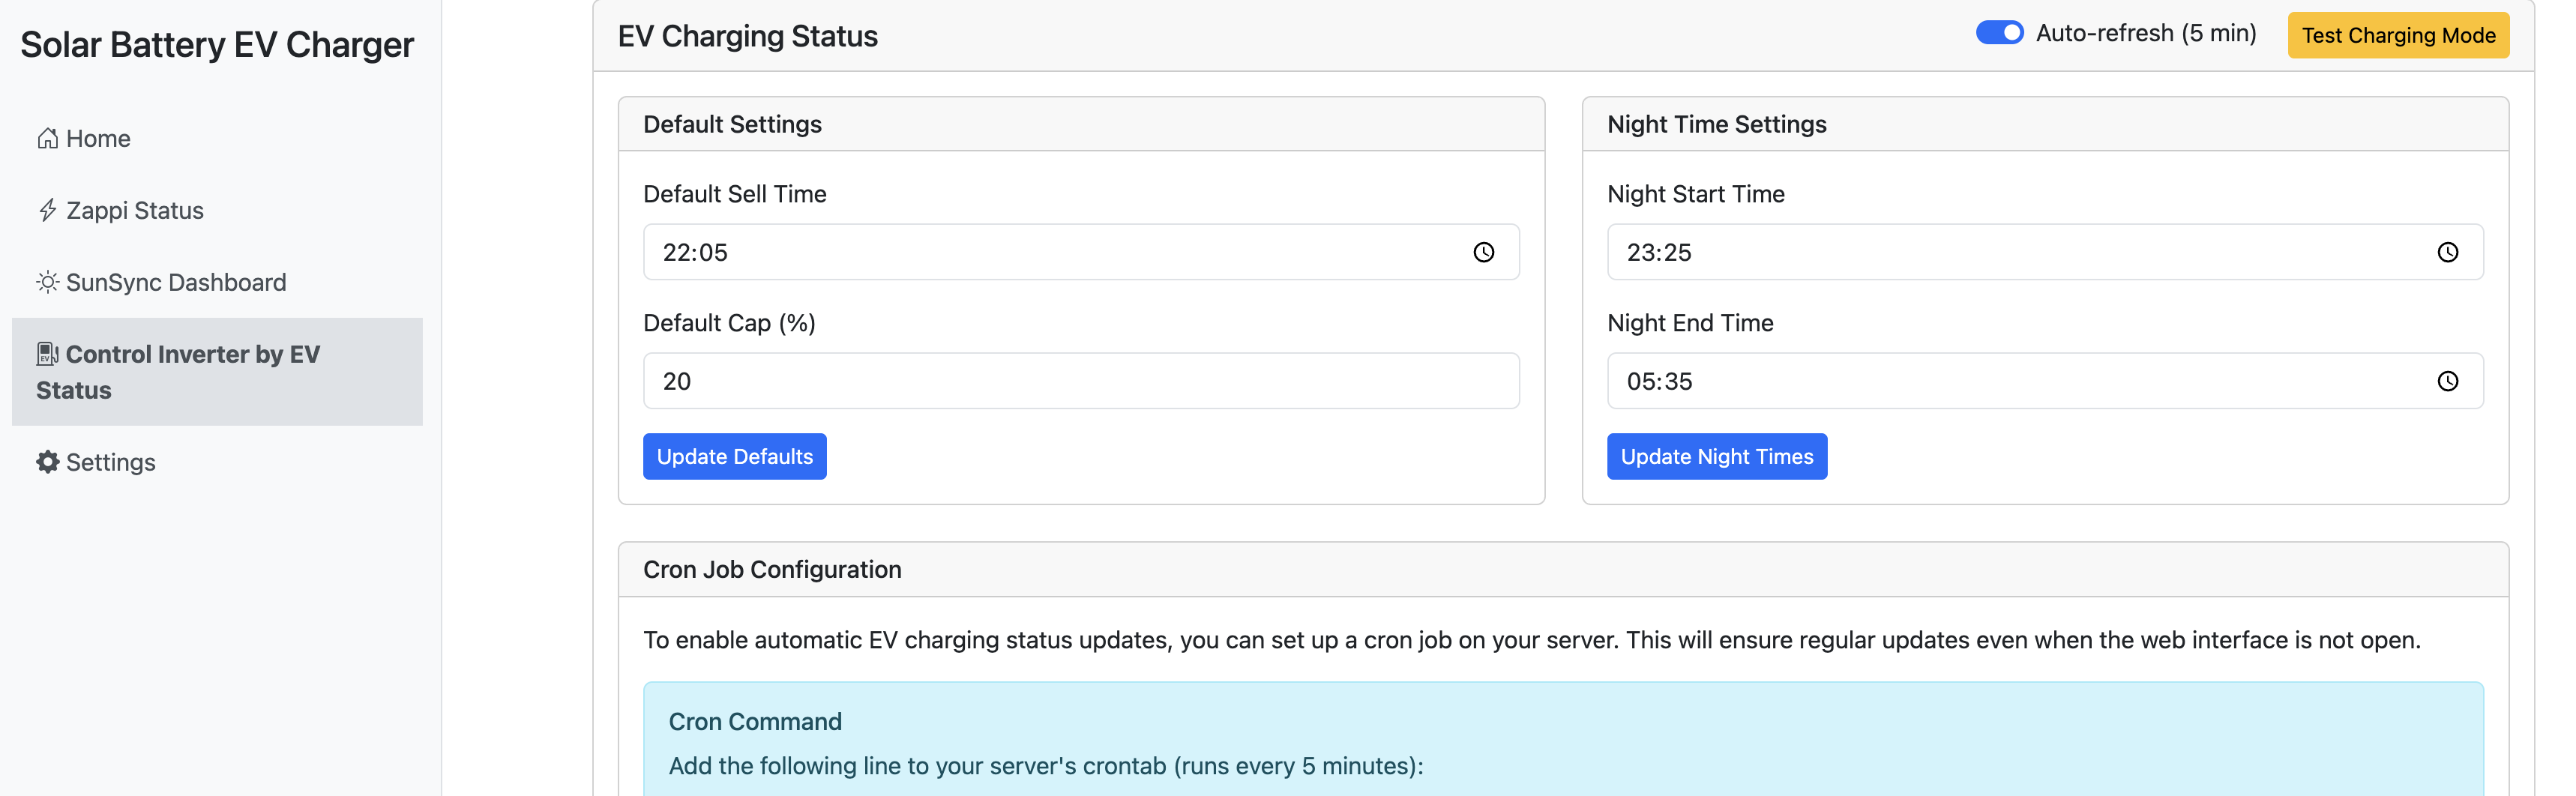 Solar Battery EV Charger
Home
Zappi Status
SunSync Dashboard
Control Inverter by EV
Status
Settings
EV Charging Status
Auto-refresh (5 min)
Test Charging Mode
Default Settings
Default Sell Time
22:05
Default Cap (%)
20
Update Defaults
Night Time Settings
Night Start Time
23:25
Night End Time
05:35
Update Night Times
Cron Job Configuration
To enable automatic EV charging status updates, you can set up a cron job on your server. This will ensure regular updates even when the web interface is not open.
Cron Command
Add the following line to your server's crontab (runs every 5 minutes):